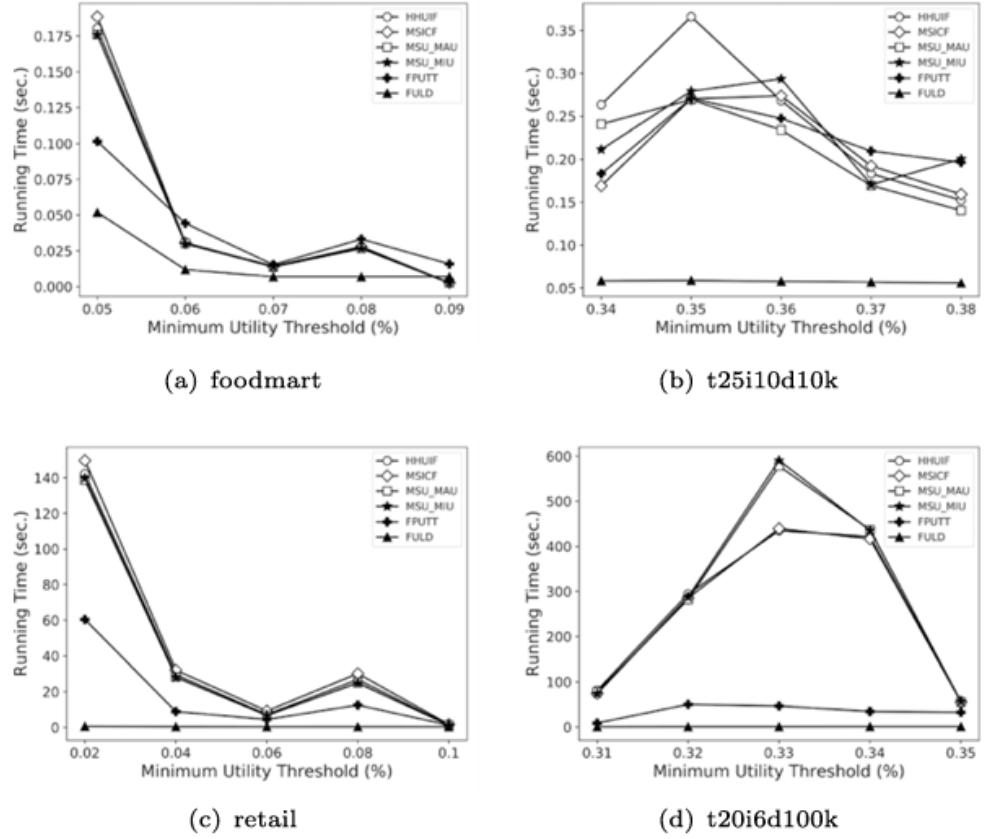 HHUIF
MSICF
MSU_MAU
MSU_MIU
FPUTT
FULD
Running Time (sec.)
0.175
0.150
0.125
0.100
0.075
0.050
0.025
0.000
0.05 0.06 0.07 0.08 0.09
Minimum Utility Threshold (%)
(a) foodmart
HHUIF
MSICF
MSU_MAU
MSU_MIU
FPUTT
FULD
Running Time (sec.)
0.35
0.30
0.25
0.20
0.15
0.10
0.05
0.34 0.35 0.36 0.37 0.38
Minimum Utility Threshold (%)
(b) t25i10d10k
HHUIF
MSICF
MSU_MAU
MSU_MIU
FPUTT
FULD
Running Time (sec.)
140
120
100
80
60
40
20
0
0.02 0.04 0.06 0.08 0.1
Minimum Utility Threshold (%)
(c) retail
HHUIF
MSICF
MSU_MAU
MSU_MIU
FPUTT
FULD
Running Time (sec.)
600
500
400
300
200
100
0
0.31 0.32 0.33 0.34 0.35
Minimum Utility Threshold (%)
(d) t20i6d100k